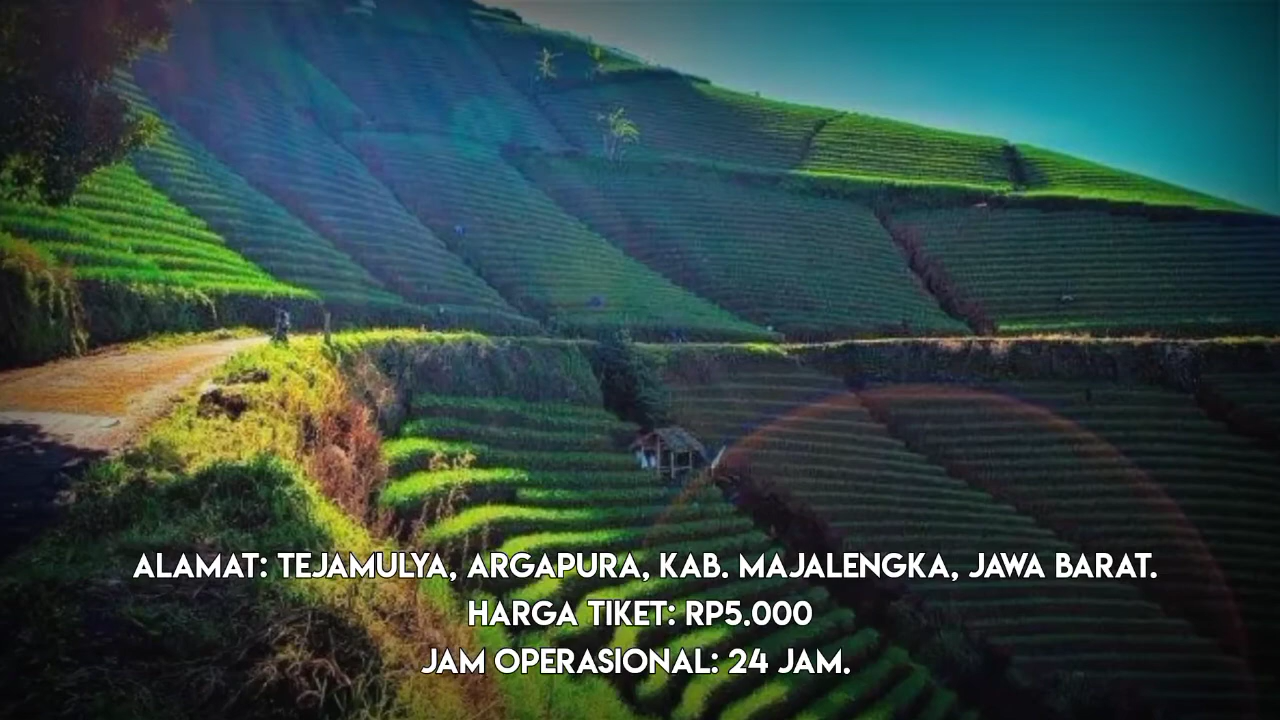 ALAMAT: TEJAMULYA, ARGAPURA, KAB. MAJALENGKA, JAWA BARAT.
HARGA TIKET: RP5.000
JAM OPERASIONAL: 24 JAM.